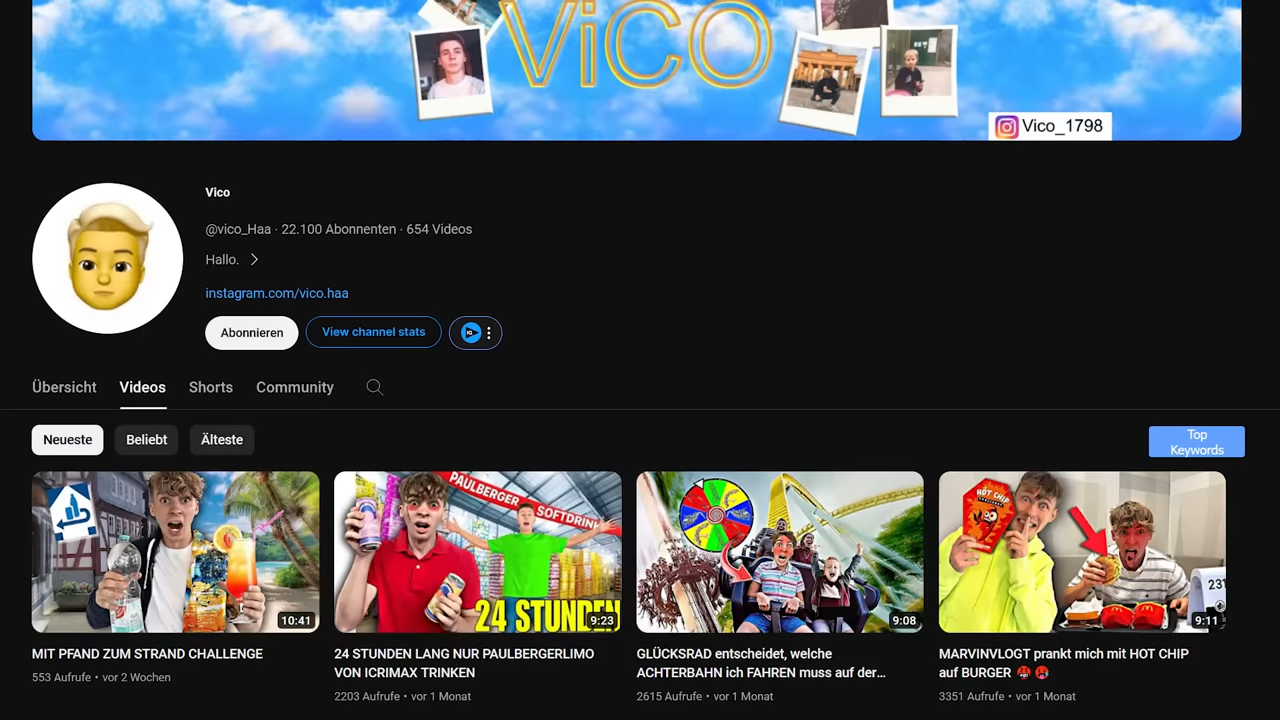 ViCO
Vico_1798
Vico
@vico_Haa · 22.100 Abonnenten · 654 Videos
Hallo.
instagram.com/vico.haa
Abonnieren
View channel stats
Übersicht
Videos
Shorts
Community
Neueste
Beliebt
Älteste
Top
Keywords
10:41
PAULBERGER
SOFTDRINK
24 STUNDEN
9:23
9:08
HOT CHIP
231
9:11
MIT PFAND ZUM STRAND CHALLENGE
553 Aufrufe • vor 2 Wochen
24 STUNDEN LANG NUR PAULBERGERLIMO
VON ICRIMAX TRINKEN
2203 Aufrufe • vor 1 Monat
GLÜCKSRAD entscheidet, welche
ACHTERBAHN ich FAHREN muss auf der...
2615 Aufrufe • vor 1 Monat
MARVINVLOGT prankt mich mit HOT CHIP
auf BURGER
3351 Aufrufe • vor 1 Monat